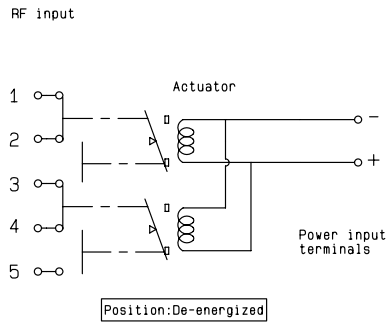 RF input
Actuator
1
2
3
4
5
-
+
Power input
terminals
Position:De-energized